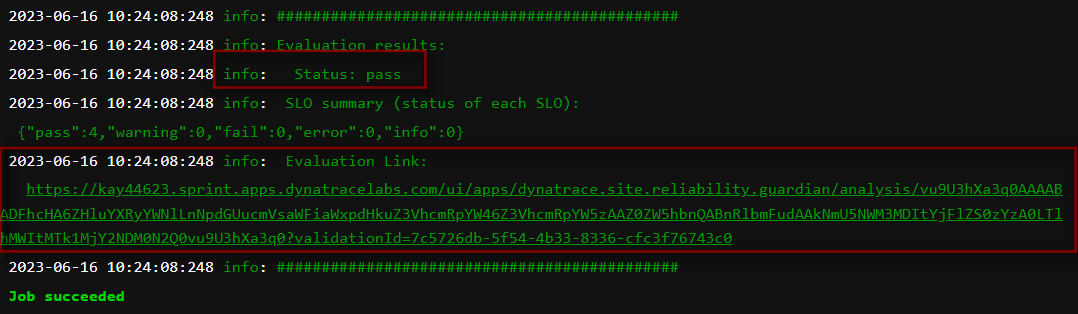 2023-06-16 10:24:08:248 info: #############################################
2023-06-16 10:24:08:248 info: Evaluation results:
2023-06-16 10:24:08:248 info:   Status: pass
2023-06-16 10:24:08:248 info:  SLO summary (status of each SLO):
{"pass":4,"warning":0,"fail":0,"error":0,"info":0}
2023-06-16 10:24:08:248 info:  Evaluation Link:
https://kay44623.sprint.apps.dynatracelabs.com/ui/apps/dynatrace.site.reliability.guardian/analysis/vu9U3hXa3q0AAAAB
ADFhcHA6ZHluYXRyYWNlLnNpdGUucmVsaWFiaWxpdHkuZ3VhcmRpYW46Z3VhcmRpYW5zAAZ0ZW5hbnQABnRlbmFudAAkNmU5NWM3MDItYjFlZS0zYzA0LTl
hMWItMTk1MjY2NDM0N2Q0vu9U3hXa3q0?validationId=7c5726db-5f54-4b33-8336-cfc3f76743c0
2023-06-16 10:24:08:248 info: #############################################
Job succeeded